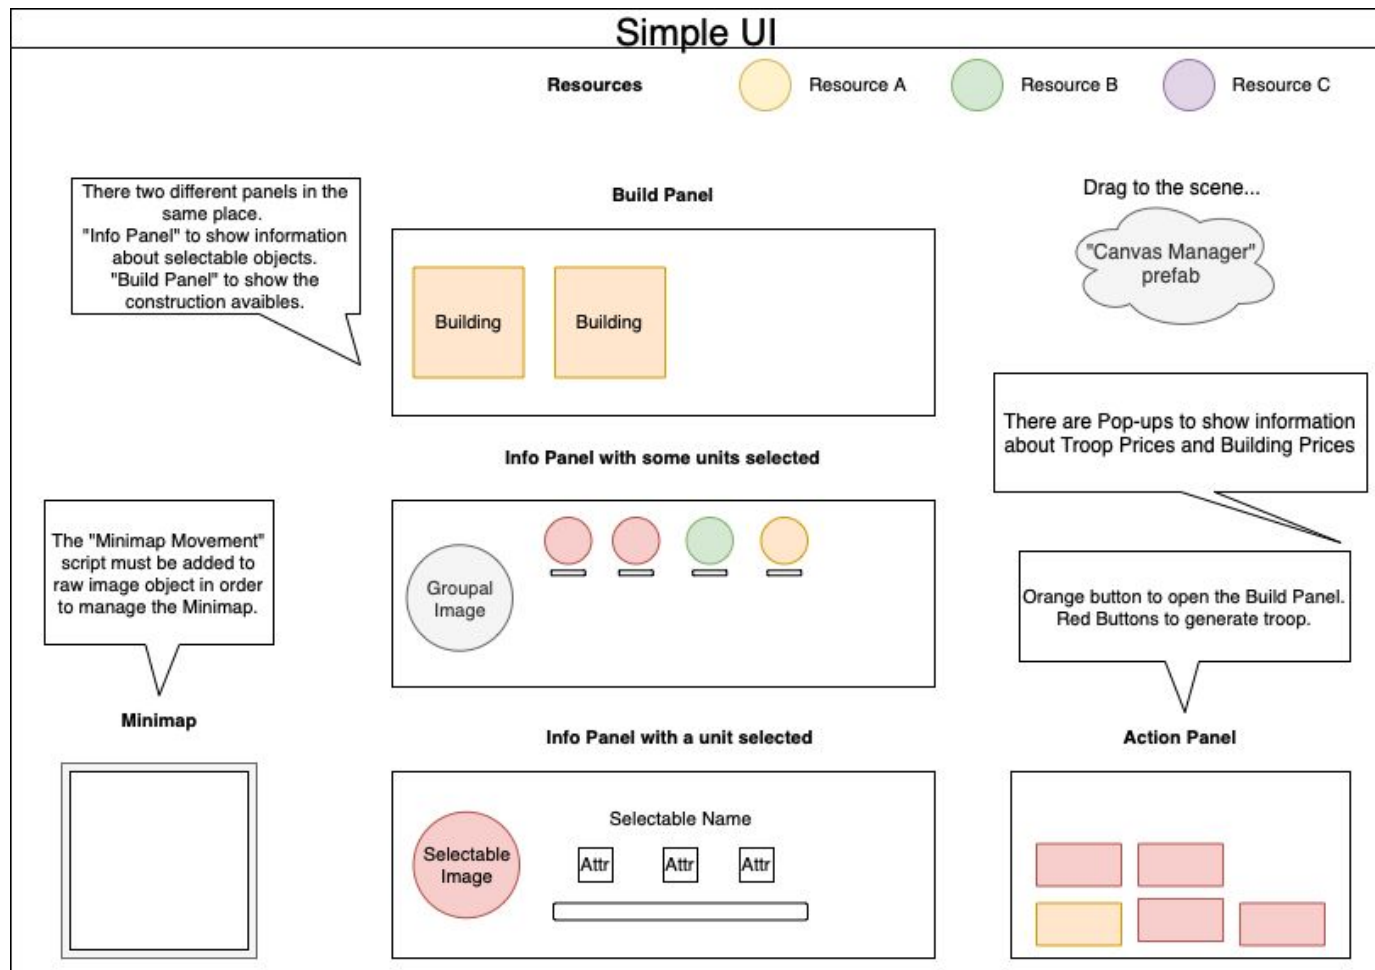 Simple UI
Resources
Resource A
Resource B
Resource C
There two different panels in the
same place.
"Info Panel" to show information
about selectable objects.
"Build Panel" to show the
construction avaibles.
Build Panel
Building
Building
Drag to the scene...
"Canvas Manager"
prefab
There are Pop-ups to show information
about Troop Prices and Building Prices
Info Panel with some units selected
Groupal
Image
The "Minimap Movement"
script must be added to
raw image object in order
to manage the Minimap.
Orange button to open the Build Panel.
Red Buttons to generate troop.
Minimap
Info Panel with a unit selected
Selectable
Image
Selectable Name
Attr
Attr
Attr
Action Panel